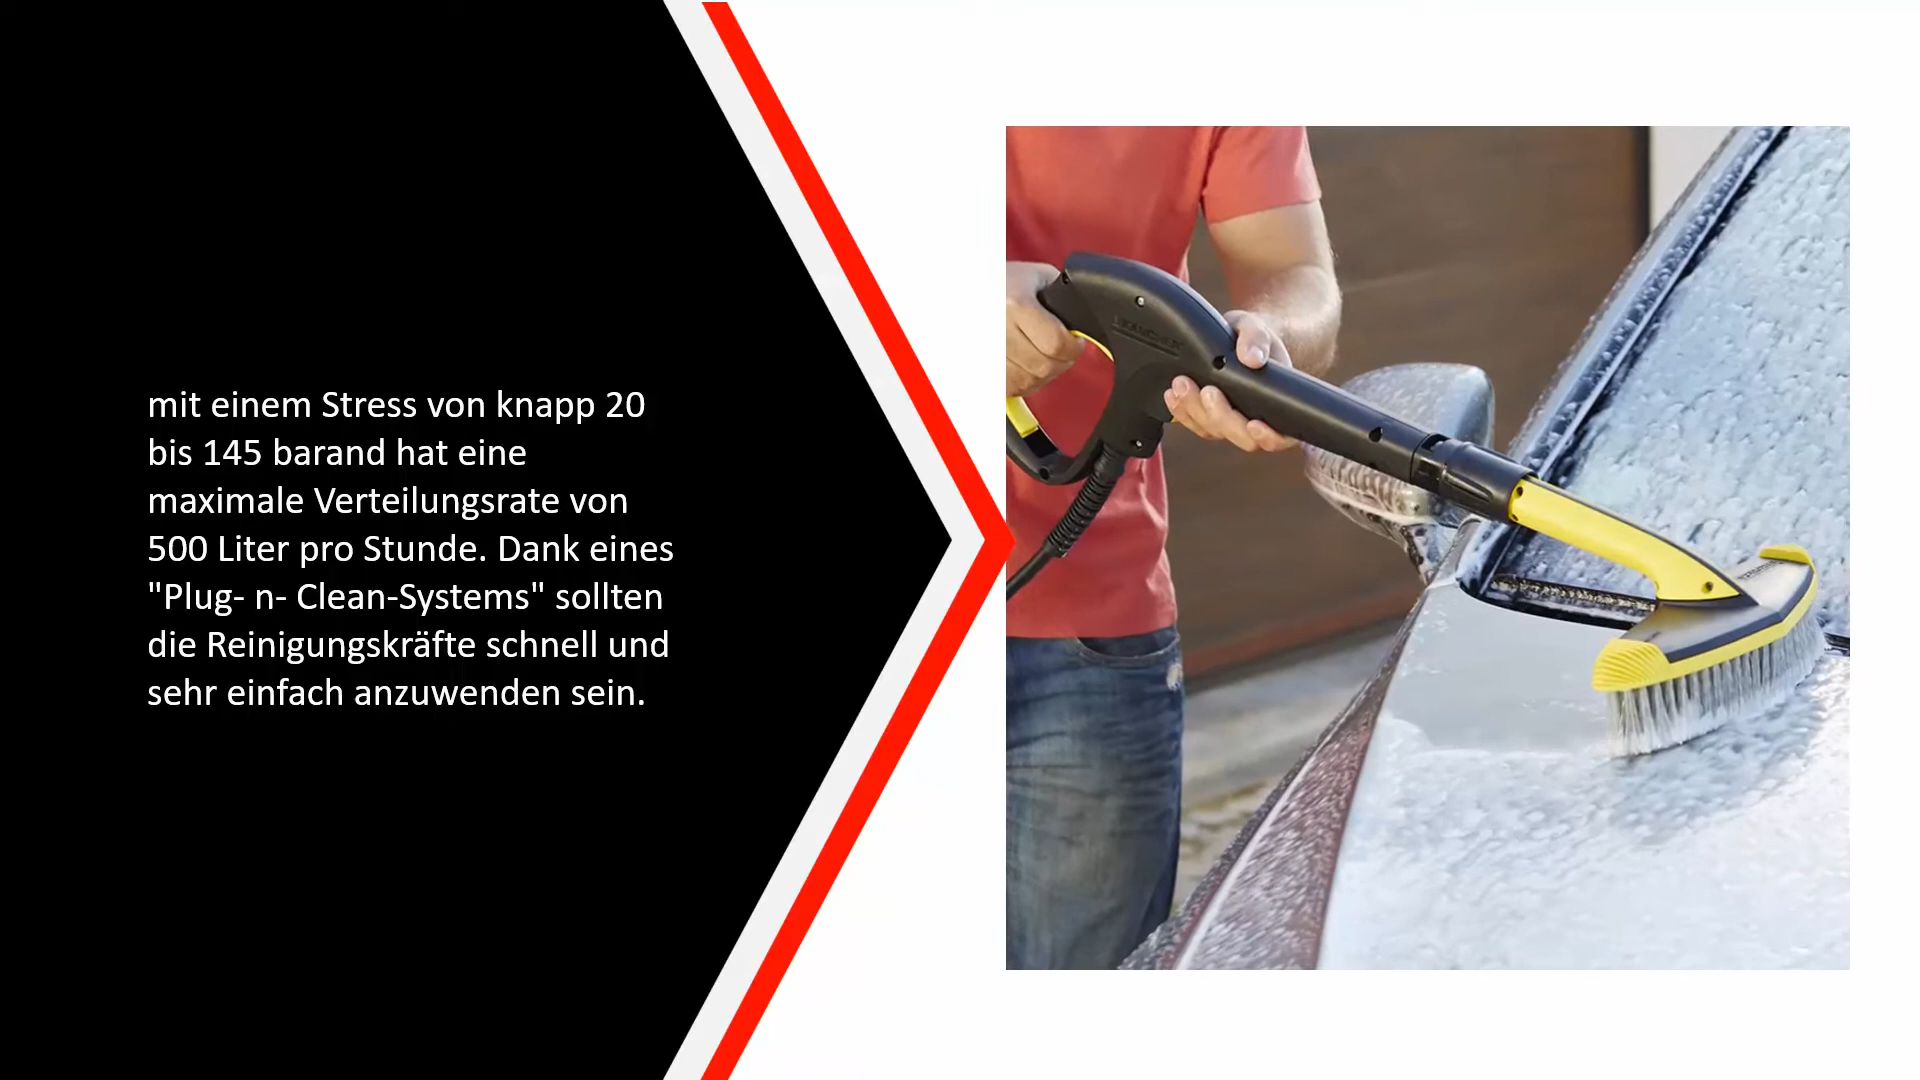 mit einem Stress von knapp 20
bis 145 barand hat eine
maximale Verteilungsrate von
500 Liter pro Stunde. Dank eines
"Plug- n- Clean-Systems" sollten
die Reinigungskräfte schnell und
sehr einfach anzuwenden sein.